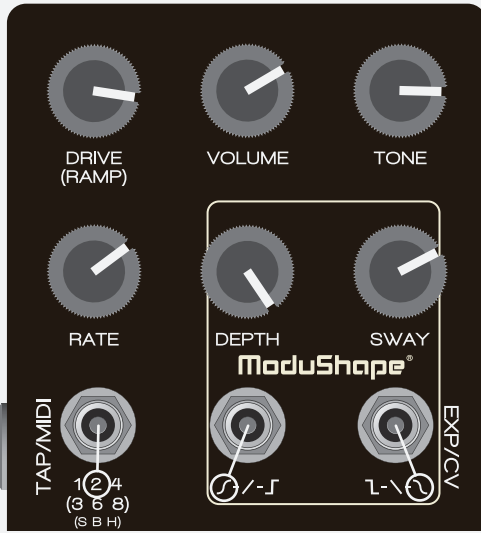 DRIVE
(RAMP)
VOLUME
TONE
RATE
DEPTH
SWAY
ModuShape®
TAP/MIDI
EXP/CV
1 2 4
(3 6 8)
(S B H)